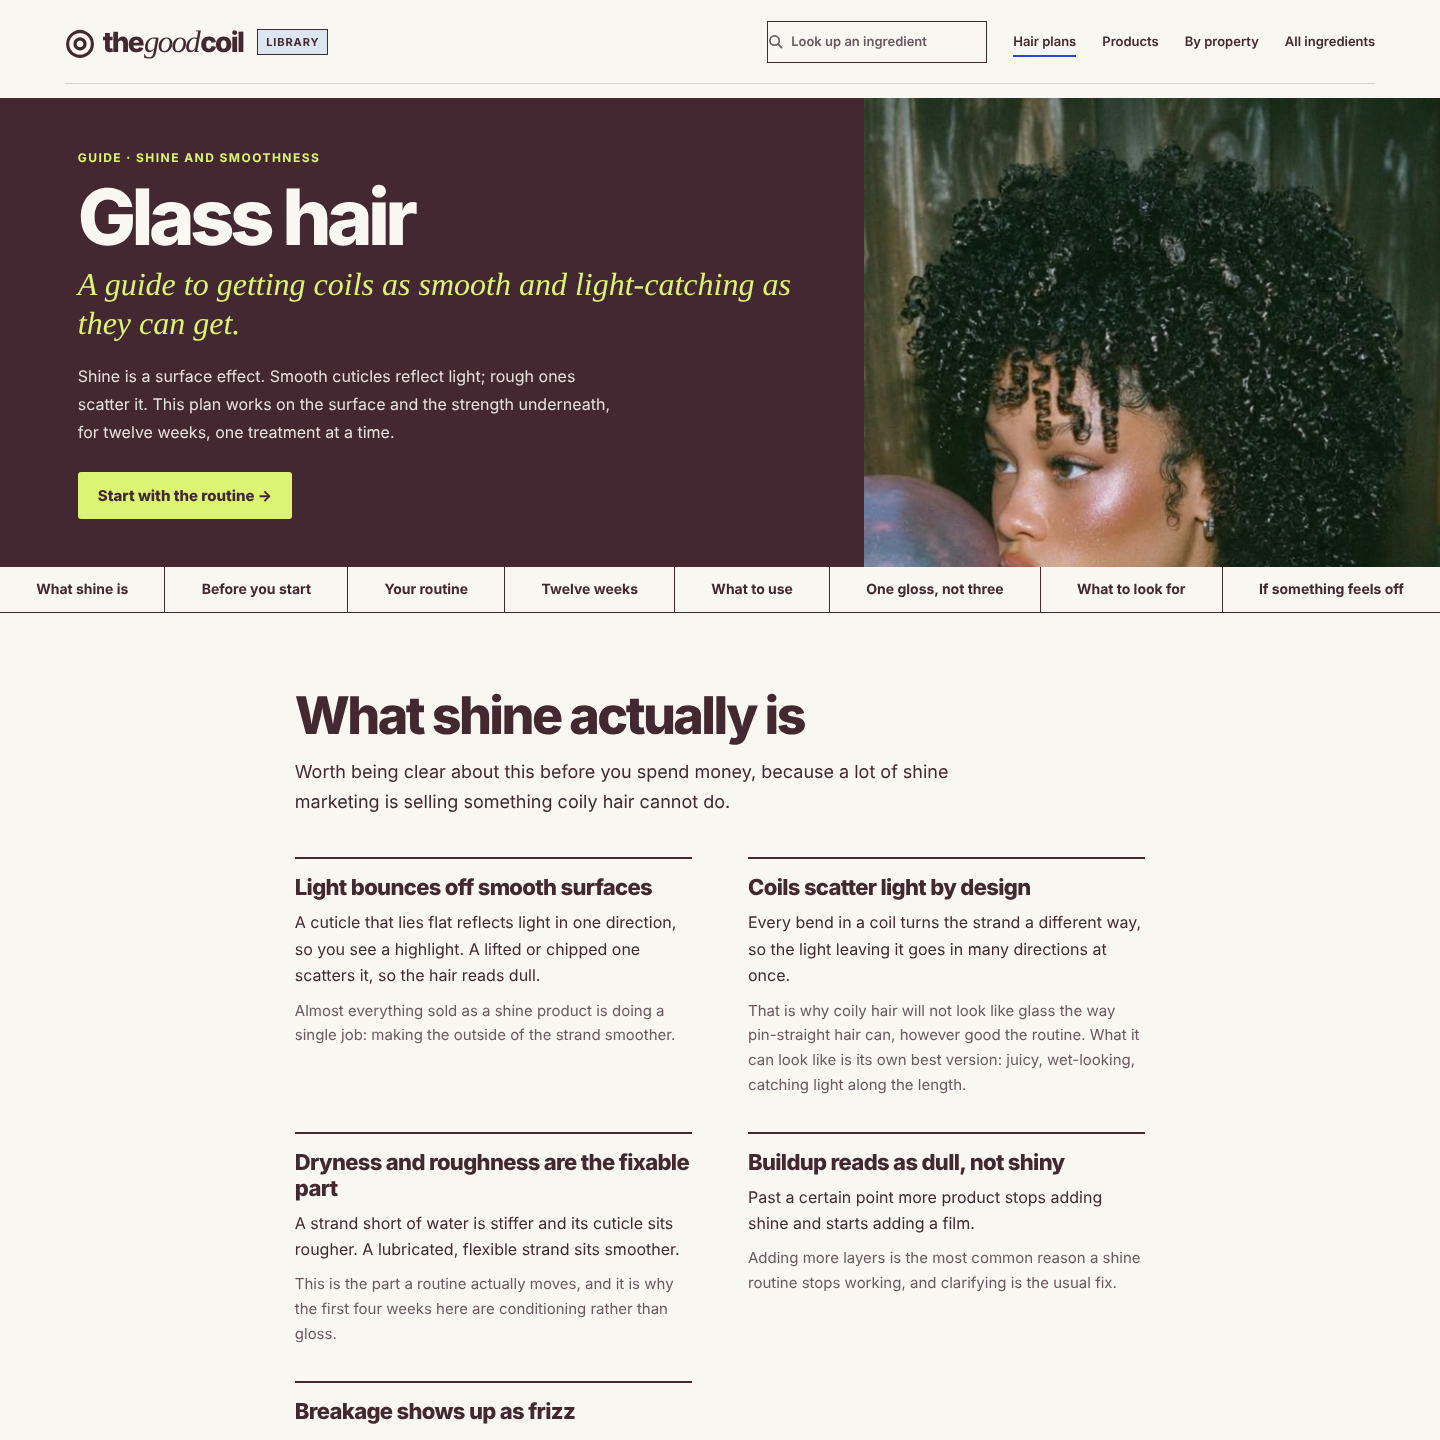 thegoodcoil
LIBRARY
Look up an ingredient
Hair plans
Products
By property
All ingredients
GUIDE · SHINE AND SMOOTHNESS
Glass hair
A guide to getting coils as smooth and light-catching as
they can get.
Shine is a surface effect. Smooth cuticles reflect light; rough ones
scatter it. This plan works on the surface and the strength underneath,
for twelve weeks, one treatment at a time.
Start with the routine →
What shine is
Before you start
Your routine
Twelve weeks
What to use
One gloss, not three
What to look for
If something feels off
What shine actually is
Worth being clear about this before you spend money, because a lot of shine
marketing is selling something coily hair cannot do.
Light bounces off smooth surfaces
A cuticle that lies flat reflects light in one direction,
so you see a highlight. A lifted or chipped one
scatters it, so the hair reads dull.
Almost everything sold as a shine product is doing a
single job: making the outside of the strand smoother.
Coils scatter light by design
Every bend in a coil turns the strand a different way,
so the light leaving it goes in many directions at
once.
That is why coily hair will not look like glass the way
pin-straight hair can, however good the routine. What it
can look like is its own best version: juicy, wet-looking,
catching light along the length.
Dryness and roughness are the fixable
part
A strand short of water is stiffer and its cuticle sits
rougher. A lubricated, flexible strand sits smoother.
This is the part a routine actually moves, and it is why
the first four weeks here are conditioning rather than
gloss.
Buildup reads as dull, not shiny
Past a certain point more product stops adding
shine and starts adding a film.
Adding more layers is the most common reason a shine
routine stops working, and clarifying is the usual fix.
Breakage shows up as frizz